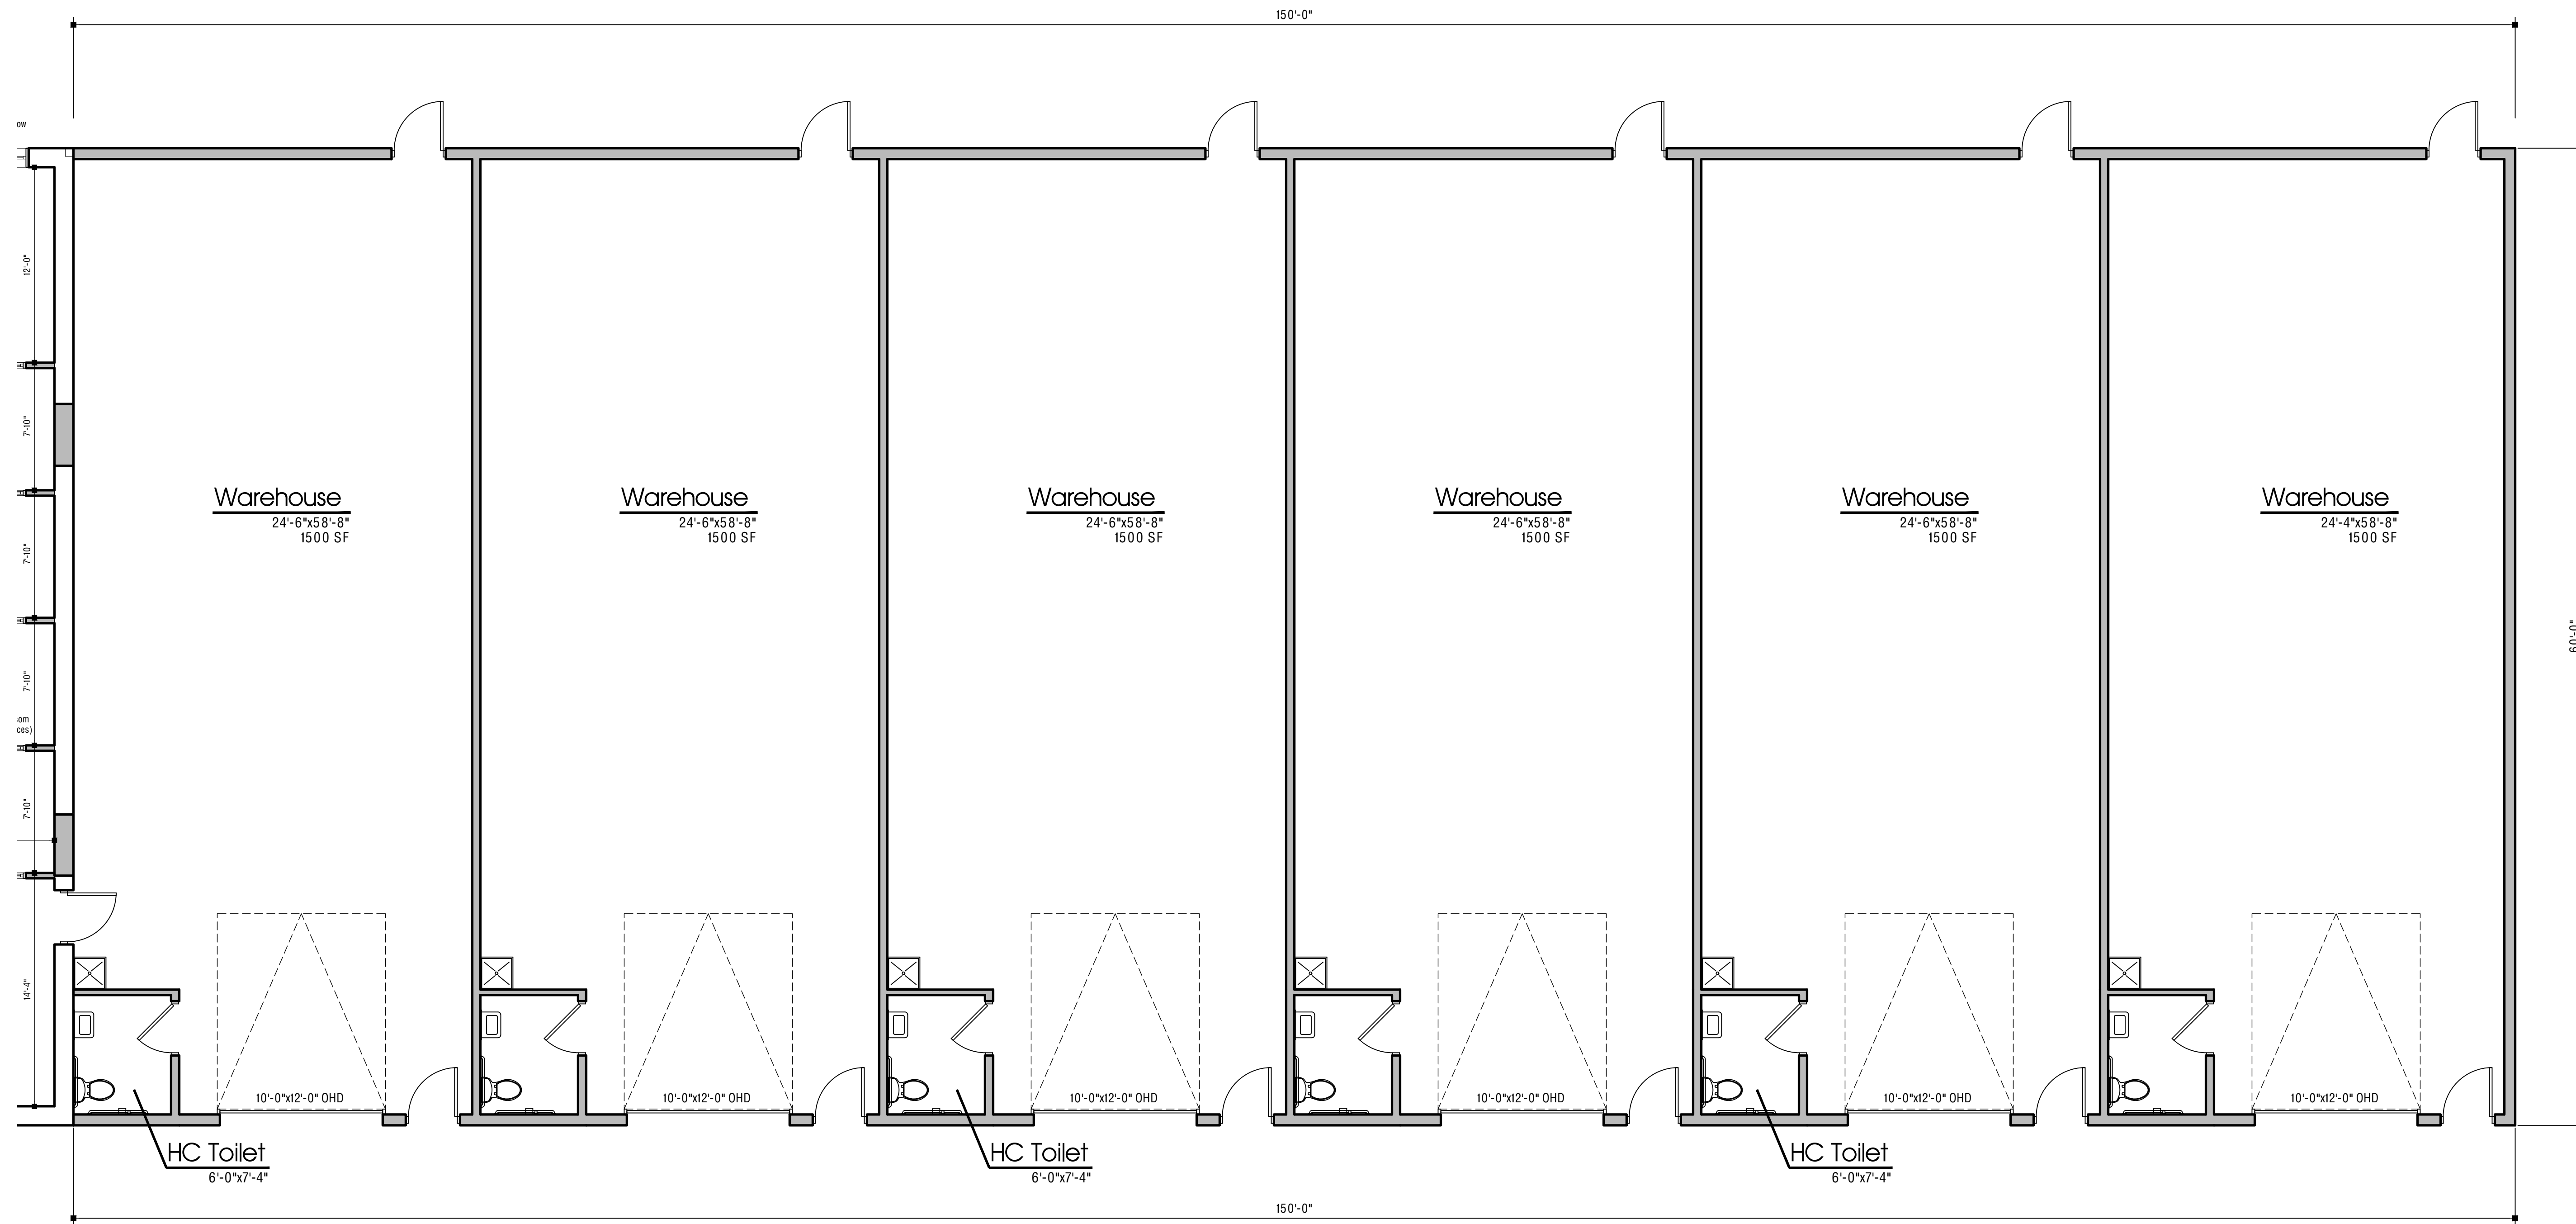 150'-0"
ow
12'-0"
7'-10"
7'-10"
7'-10"
7'-10"
14'-4"
om
ces)
60'-0"
Warehouse
24'-6"x58'-8"
1500 SF
Warehouse
24'-6"x58'-8"
1500 SF
Warehouse
24'-6"x58'-8"
1500 SF
Warehouse
24'-6"x58'-8"
1500 SF
Warehouse
24'-6"x58'-8"
1500 SF
Warehouse
24'-4"x58'-8"
1500 SF
10'-0"x12'-0" OHD
10'-0"x12'-0" OHD
10'-0"x12'-0" OHD
10'-0"x12'-0" OHD
10'-0"x12'-0" OHD
10'-0"x12'-0" OHD
HC Toilet
6'-0"x7'-4"
HC Toilet
6'-0"x7'-4"
HC Toilet
6'-0"x7'-4"
150'-0"